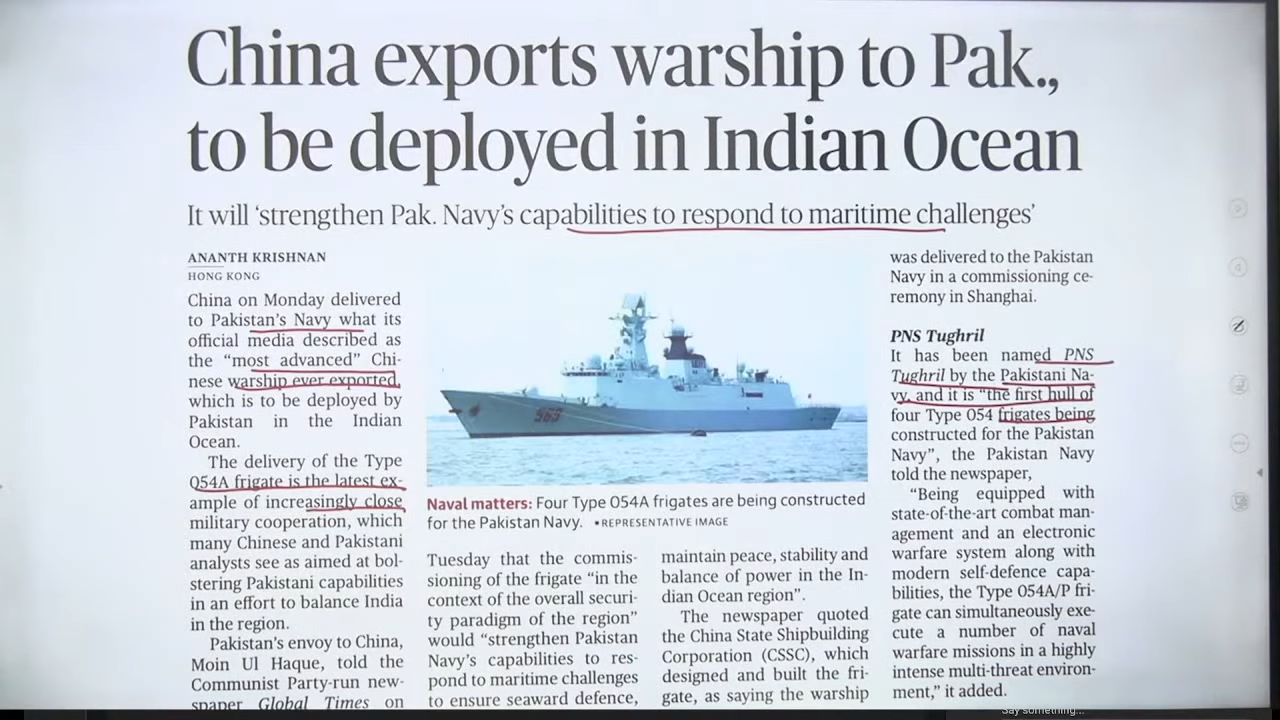 China exports warship to Pak.,
to be deployed in Indian Ocean
It will ‘strengthen Pak. Navy’s capabilities to respond to maritime challenges’
ANANTH KRISHNAN
HONG KONG
China on Monday delivered
to Pakistan’s Navy what its
official media described as
the “most advanced” Chi-
nese warship ever exported,
which is to be deployed by
Pakistan in the Indian
Ocean.
The delivery of the Type
054A frigate is the latest ex-
ample of increasingly close
military cooperation, which
many Chinese and Pakistani
analysts see as aimed at bol-
stering Pakistani capabilities
in an effort to balance India
in the region.
Pakistan’s envoy to China,
Moin Ul Haque, told the
Communist Party-run new-
spaper Global Times on
969
Naval matters: Four Type 054A frigates are being constructed
for the Pakistan Navy. ▪REPRESENTATIVE IMAGE
Tuesday that the commis-
sioning of the frigate “in the
context of the overall securi-
ty paradigm of the region”
would “strengthen Pakistan
Navy’s capabilities to res-
pond to maritime challenges
to ensure seaward defence,
maintain peace, stability and
balance of power in the In-
dian Ocean region”.
The newspaper quoted
the China State Shipbuilding
Corporation (CSSC), which
designed and built the fri-
gate, as saying the warship
was delivered to the Pakistan
Navy in a commissioning ce-
remony in Shanghai.
PNS Tughril
It has been named PNS
Tughril by the Pakistani Na-
vy, and it is “the first hull of
four Type 054 frigates being
constructed for the Pakistan
Navy”, the Pakistan Navy
told the newspaper,
“Being equipped with
state-of-the-art combat man-
agement and an electronic
warfare system along with
modern self-defence capa-
bilities, the Type 054A/P fri-
gate can simultaneously exe-
cute a number of naval
warfare missions in a highly
intense multi-threat environ-
ment,” it added.
Say something...